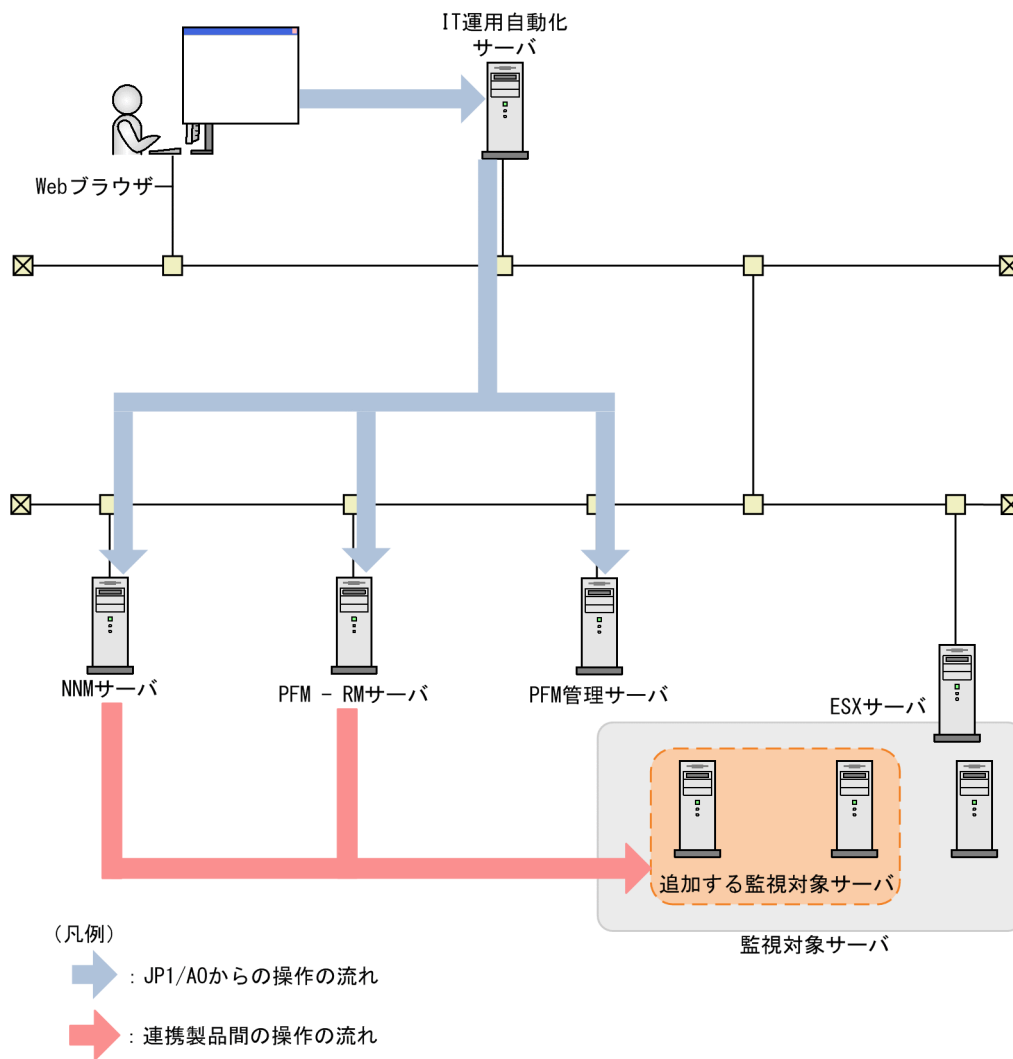 IT運用自動化
サーバ
Webブラウザー
NNMサーバ
PFM - RMサーバ
PFM管理サーバ
ESXサーバ
追加する監視対象サーバ
監視対象サーバ
(凡例)
：JP1/AOからの操作の流れ
：連携製品間の操作の流れ